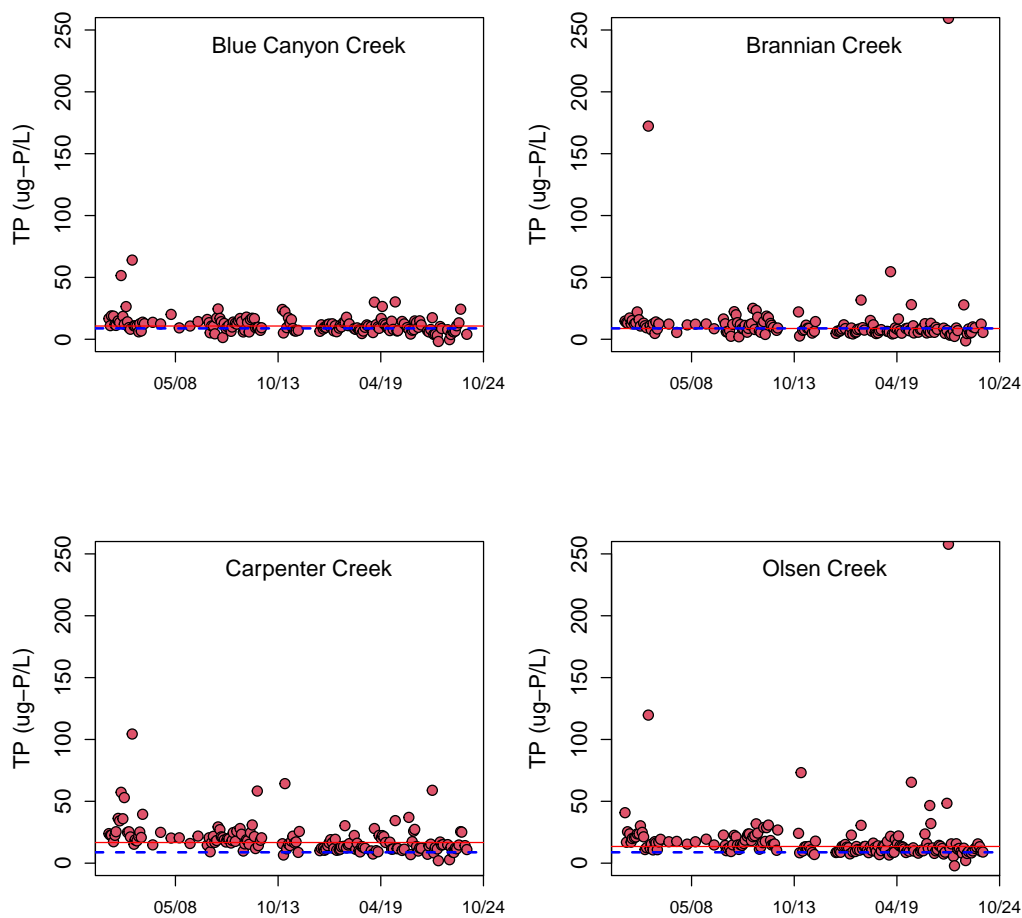 Blue Canyon Creek
TP (ug−P/L)
250
200
150
100
50
0
05/08 10/13 04/19 10/24
Brannian Creek
TP (ug−P/L)
250
200
150
100
50
0
05/08 10/13 04/19 10/24
Carpenter Creek
TP (ug−P/L)
250
200
150
100
50
0
05/08 10/13 04/19 10/24
Olsen Creek
TP (ug−P/L)
250
200
150
100
50
0
05/08 10/13 04/19 10/24